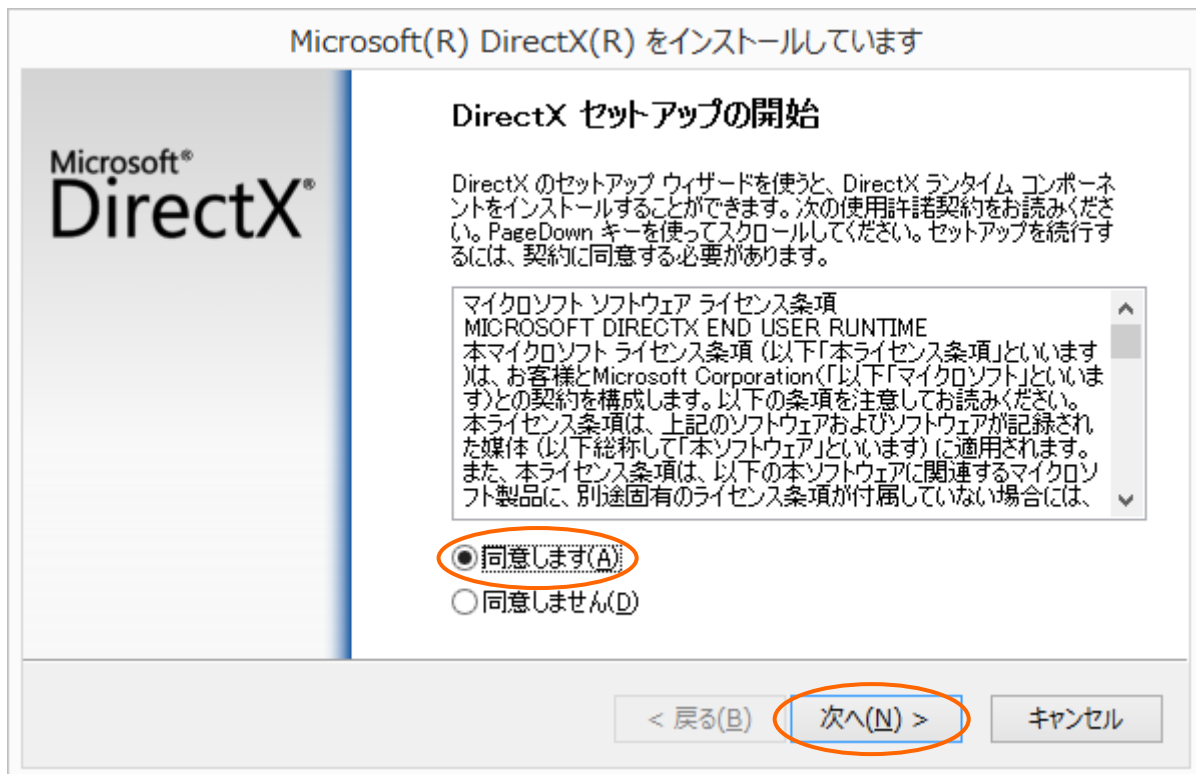 Microsoft(R) DirectX(R) をインストールしています
Microsoft®
DirectX®
DirectX セットアップの開始
DirectX のセットアップ ウィザードを使うと、DirectX ランタイム コンポーネ
ントをインストールすることができます。次の使用許諾契約をお読みくださ
い。PageDown キーを使ってスクロールしてください。セットアップを続行す
るには、契約に同意する必要があります。
マイクロソフト ソフトウェア ライセンス条項
MICROSOFT DIRECTX END USER RUNTIME
本マイクロソフト ライセンス条項 (以下「本ライセンス条項」といいます
)は、お客様とMicrosoft Corporation(「以下「マイクロソフト」といいま
す)との契約を構成します。以下の条項を注意してお読みください。
本ライセンス条項は、上記のソフトウェアおよびソフトウェアが記録され
た媒体 (以下総称して「本ソフトウェア」といいます) に適用されます。
また、本ライセンス条項は、以下の本ソフトウェアに関連するマイクロソ
フト製品に、別途固有のライセンス条項が付属していない場合には、
同意します(A)
同意しません(D)
< 戻る(B)
次へ(N) >
キャンセル